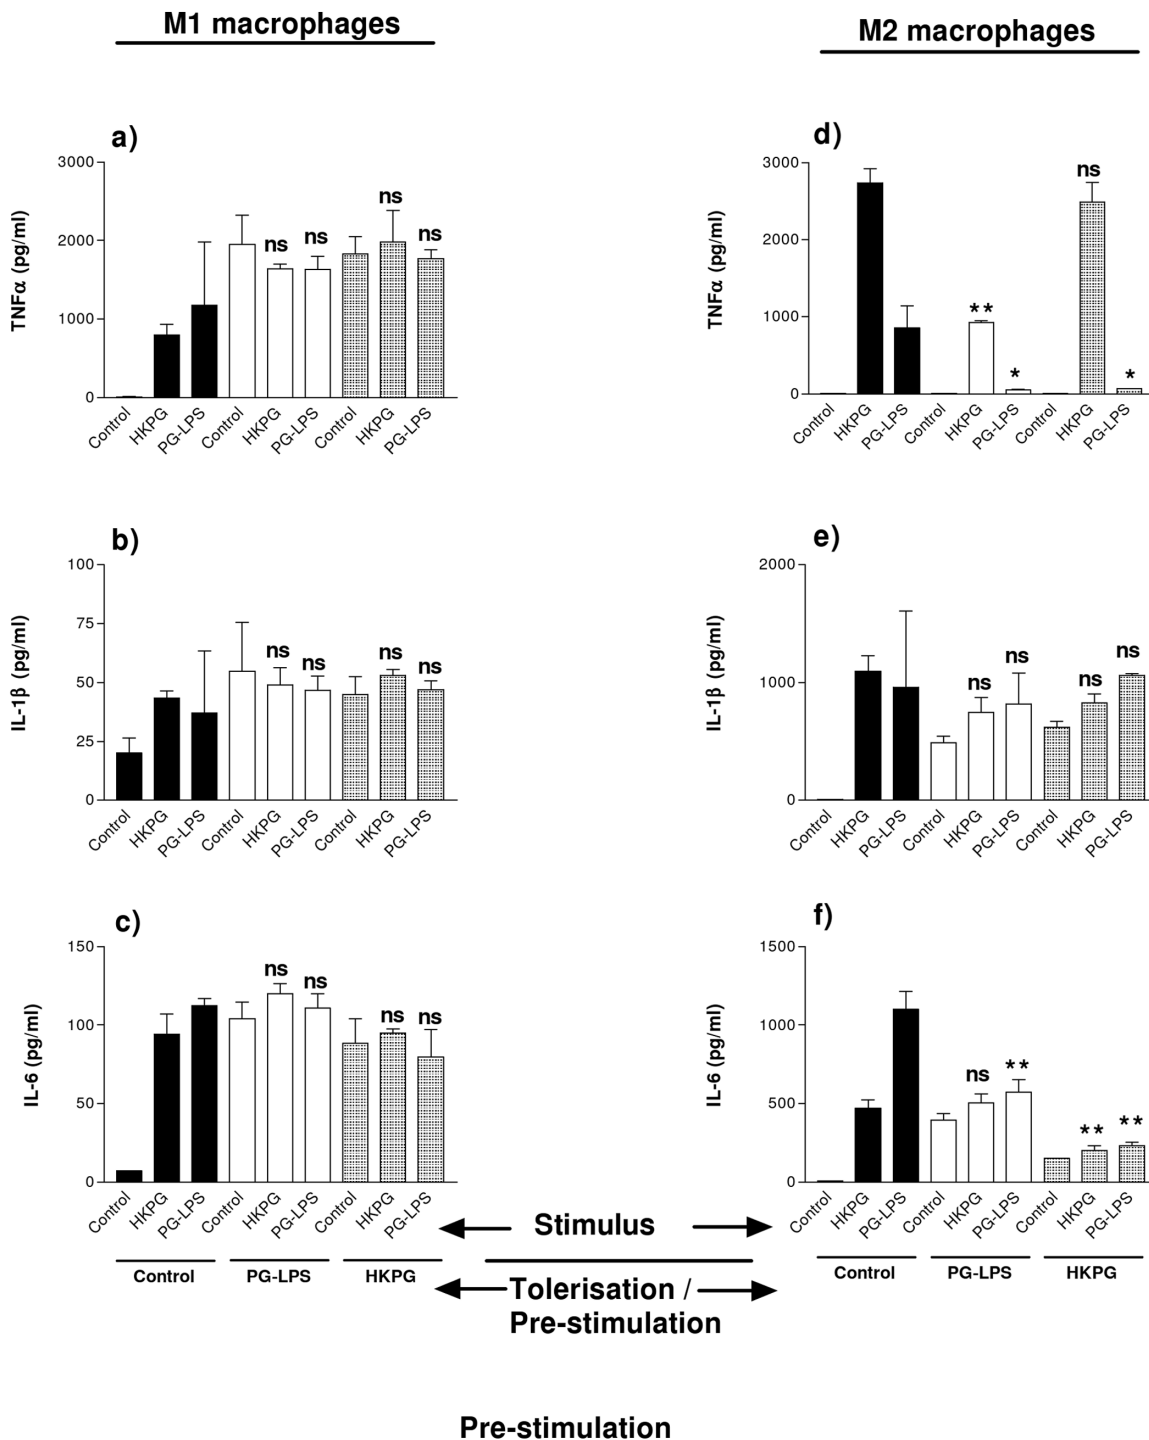 M1 macrophages
M2 macrophages
a)
TNFα (pg/ml)
3000
2000
1000
0
ns
ns
ns
ns
Control
HKPG
PG-LPS
Control
HKPG
PG-LPS
Control
HKPG
PG-LPS
d)
TNFα (pg/ml)
3000
2000
1000
0
**
*
ns
*
Control
HKPG
PG-LPS
Control
HKPG
PG-LPS
Control
HKPG
PG-LPS
b)
IL-1β (pg/ml)
100
75
50
25
0
ns
ns
ns
ns
Control
HKPG
PG-LPS
Control
HKPG
PG-LPS
Control
HKPG
PG-LPS
e)
IL-1β (pg/ml)
2000
1000
0
ns
ns
ns
ns
Control
HKPG
PG-LPS
Control
HKPG
PG-LPS
Control
HKPG
PG-LPS
c)
IL-6 (pg/ml)
150
100
50
0
ns
ns
ns
ns
Control
HKPG
PG-LPS
Control
HKPG
PG-LPS
Control
HKPG
PG-LPS
f)
IL-6 (pg/ml)
1500
1000
500
0
ns
**
**
**
Control
HKPG
PG-LPS
Control
HKPG
PG-LPS
Control
HKPG
PG-LPS
Stimulus
Control
PG-LPS
HKPG
Control
PG-LPS
HKPG
Tolerisation /
Pre-stimulation
Pre-stimulation